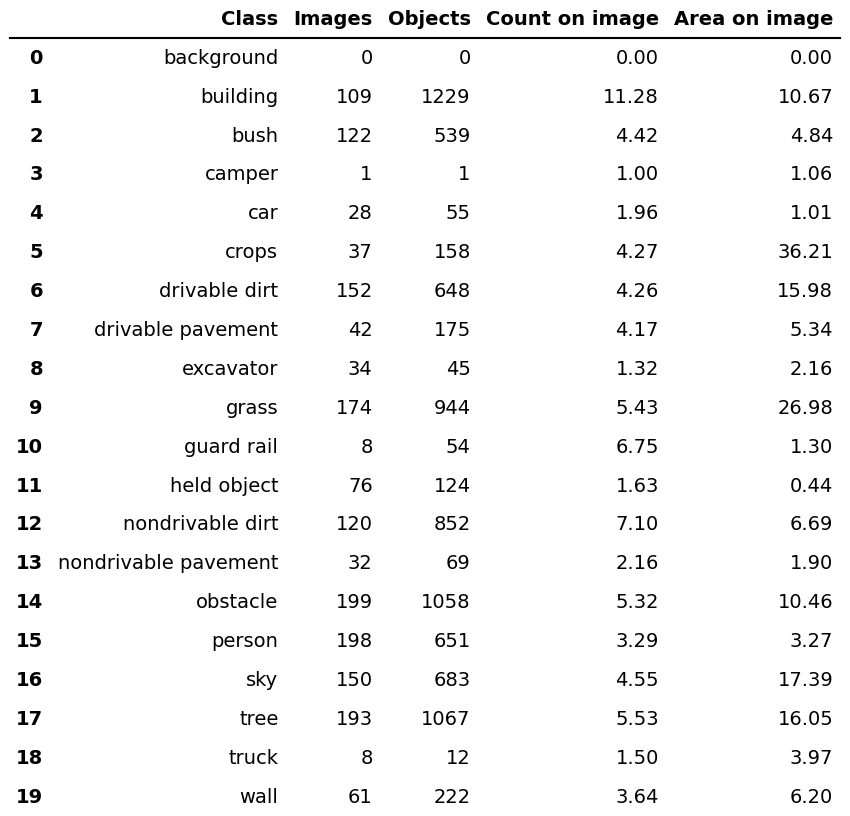 Class Images Objects Count on image Area on image
0 background 0 0 0.00 0.00
1 building 109 1229 11.28 10.67
2 bush 122 539 4.42 4.84
3 camper 1 1 1.00 1.06
4 car 28 55 1.96 1.01
5 crops 37 158 4.27 36.21
6 drivable dirt 152 648 4.26 15.98
7 drivable pavement 42 175 4.17 5.34
8 excavator 34 45 1.32 2.16
9 grass 174 944 5.43 26.98
10 guard rail 8 54 6.75 1.30
11 held object 76 124 1.63 0.44
12 nondrivable dirt 120 852 7.10 6.69
13 nondrivable pavement 32 69 2.16 1.90
14 obstacle 199 1058 5.32 10.46
15 person 198 651 3.29 3.27
16 sky 150 683 4.55 17.39
17 tree 193 1067 5.53 16.05
18 truck 8 12 1.50 3.97
19 wall 61 222 3.64 6.20